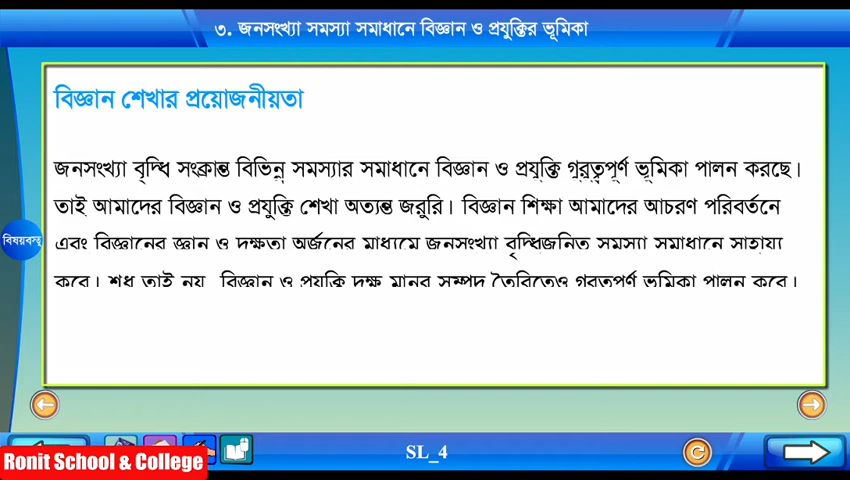 ৩. জনসংখ্যা সমস্যা সমাধানে বিজ্ঞান ও প্রযুক্তির ভূমিকা
বিজ্ঞান শেখার প্রয়োজনীয়তা
জনসংখ্যা বৃদ্ধি সংক্রান্ত বিভিন্ন সমস্যার সমাধানে বিজ্ঞান ও প্রযুক্তি গুরুত্বপূর্ণ ভূমিকা পালন করছে।
তাই আমাদের বিজ্ঞান ও প্রযুক্তি শেখা অত্যন্ত জরুরি। বিজ্ঞান শিক্ষা আমাদের আচরণ পরিবর্তনে
এবং বিজ্ঞানের জ্ঞান ও দক্ষতা অর্জনের মাধ্যমে জনসংখ্যা বৃদ্ধিজনিত সমস্যা সমাধানে সাহায্য
করে। শুধু তাই নয়, বিজ্ঞান ও প্রযুক্তি দক্ষ মানব সম্পদ তৈরিতেও গুরুত্বপূর্ণ ভূমিকা পালন করে।
বিষয়বস্তু
SL_4
Ronit School & College